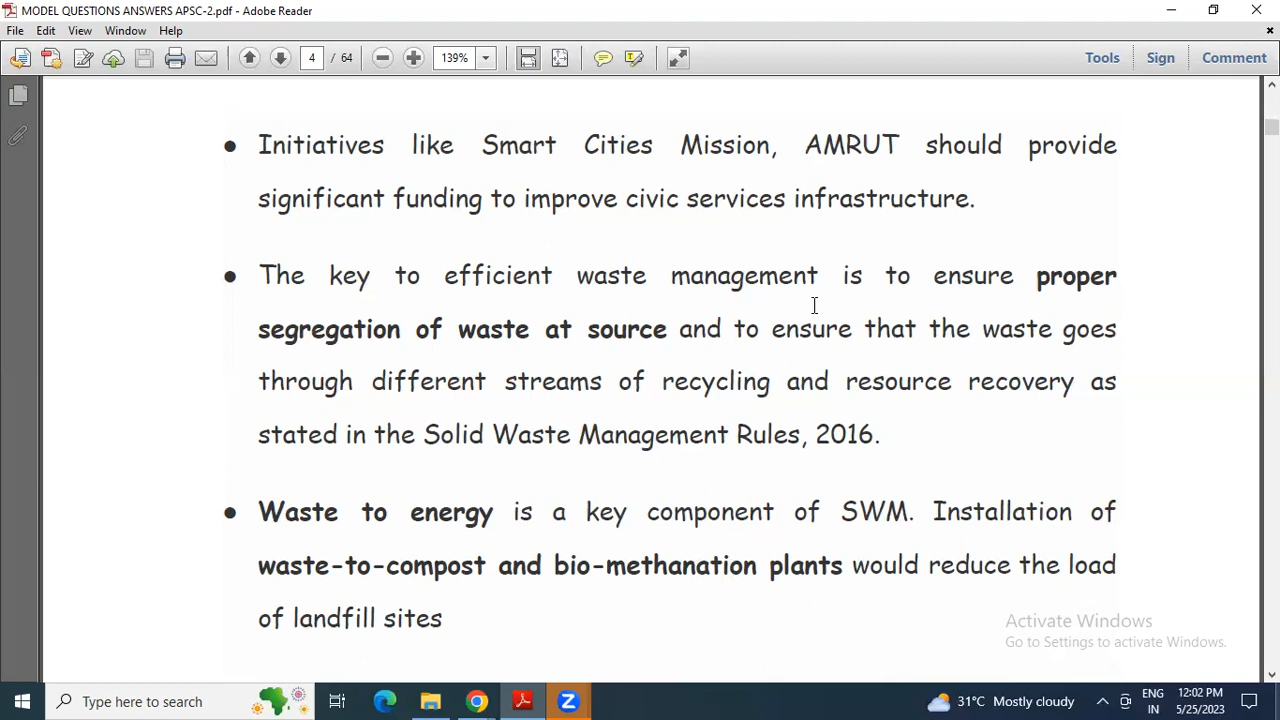 MODEL QUESTIONS ANSWERS APSC-2.pdf - Adobe Reader
File Edit View Window Help
4 / 64 139% Tools Sign Comment
● Initiatives like Smart Cities Mission, AMRUT should provide
significant funding to improve civic services infrastructure.
● The key to efficient waste management is to ensure proper
segregation of waste at source and to ensure that the waste goes
through different streams of recycling and resource recovery as
stated in the Solid Waste Management Rules, 2016.
● Waste to energy is a key component of SWM. Installation of
waste-to-compost and bio-methanation plants would reduce the load
of landfill sites
Activate Windows
Go to Settings to activate Windows.
Type here to search
31°C Mostly cloudy
ENG
IN
12:02 PM
5/25/2023